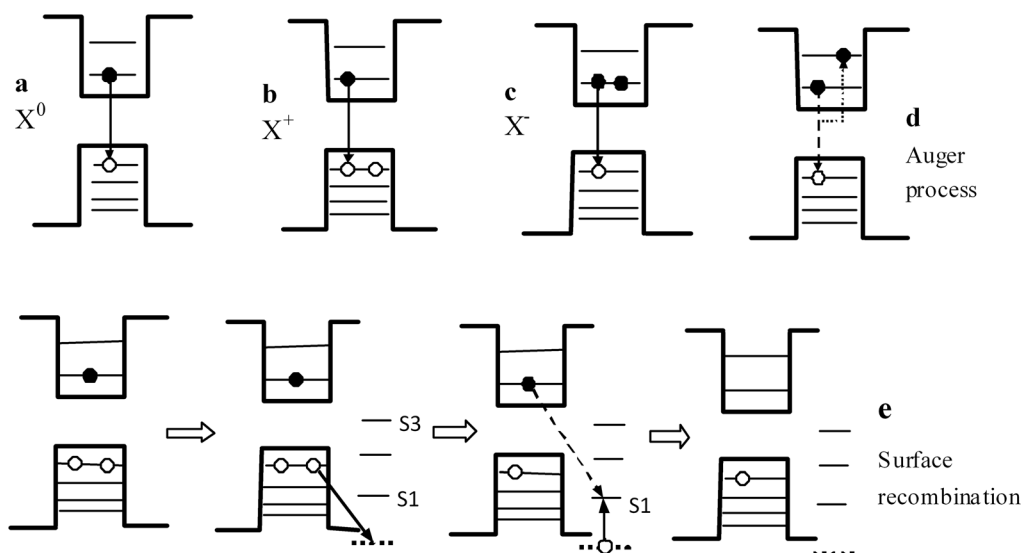 a
X⁰
b
X⁺
c
X⁻
d
Auger
process
S3
S1
S1
e
Surface
recombination